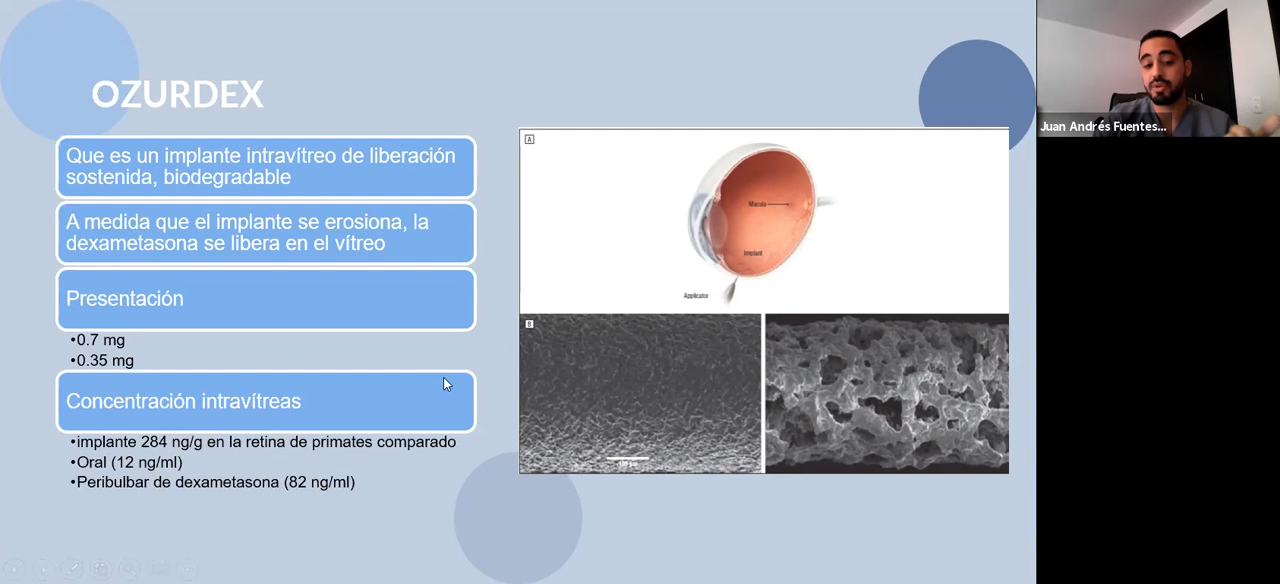 OZURDEX
Que es un implante intravítreo de liberación
sostenida, biodegradable
A medida que el implante se erosiona, la
dexametasona se libera en el vítreo
Presentación
•0.7 mg
•0.35 mg
Concentración intravítreas
•implante 284 ng/g en la retina de primates comparado
•Oral (12 ng/ml)
•Peribulbar de dexametasona (82 ng/ml)
A
Macula
Implant
Applicator
B
Juan Andrés Fuentes...